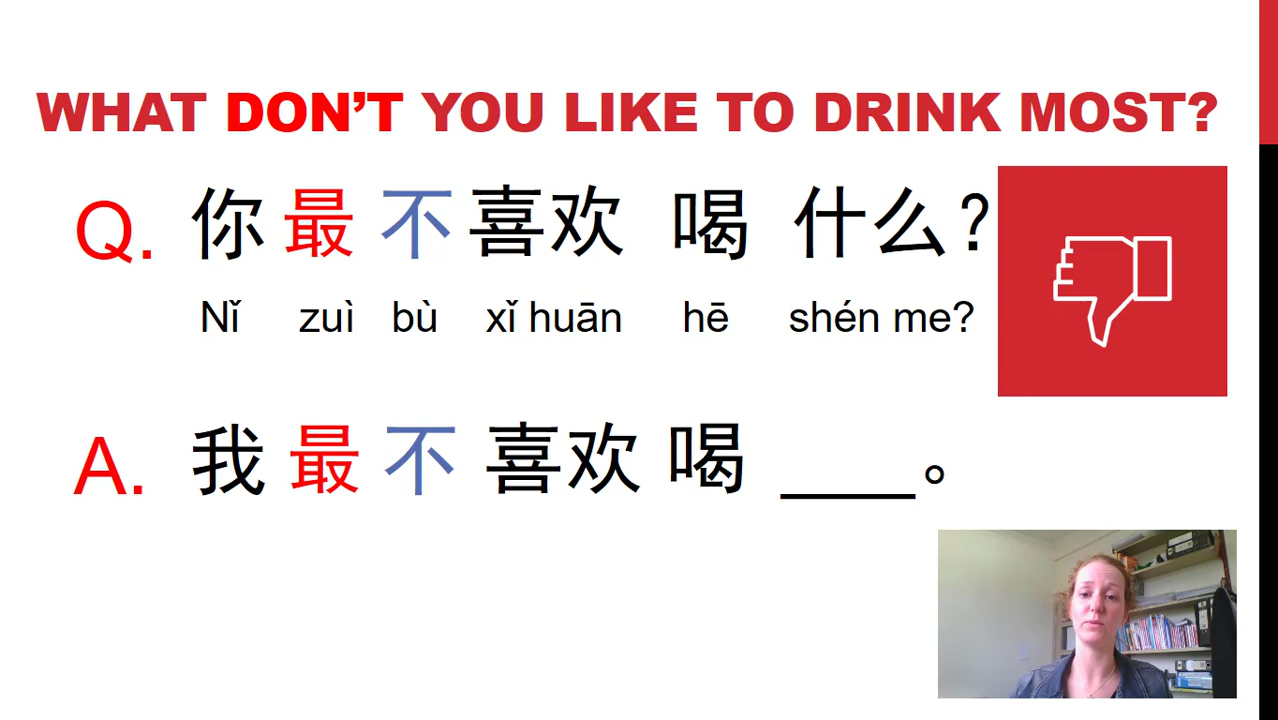 WHAT DON'T YOU LIKE TO DRINK MOST?
Q. 你 最 不 喜欢 喝 什么?
Nǐ zuì bù xǐ huān hē shén me?
A. 我 最 不 喜欢 喝 ____。